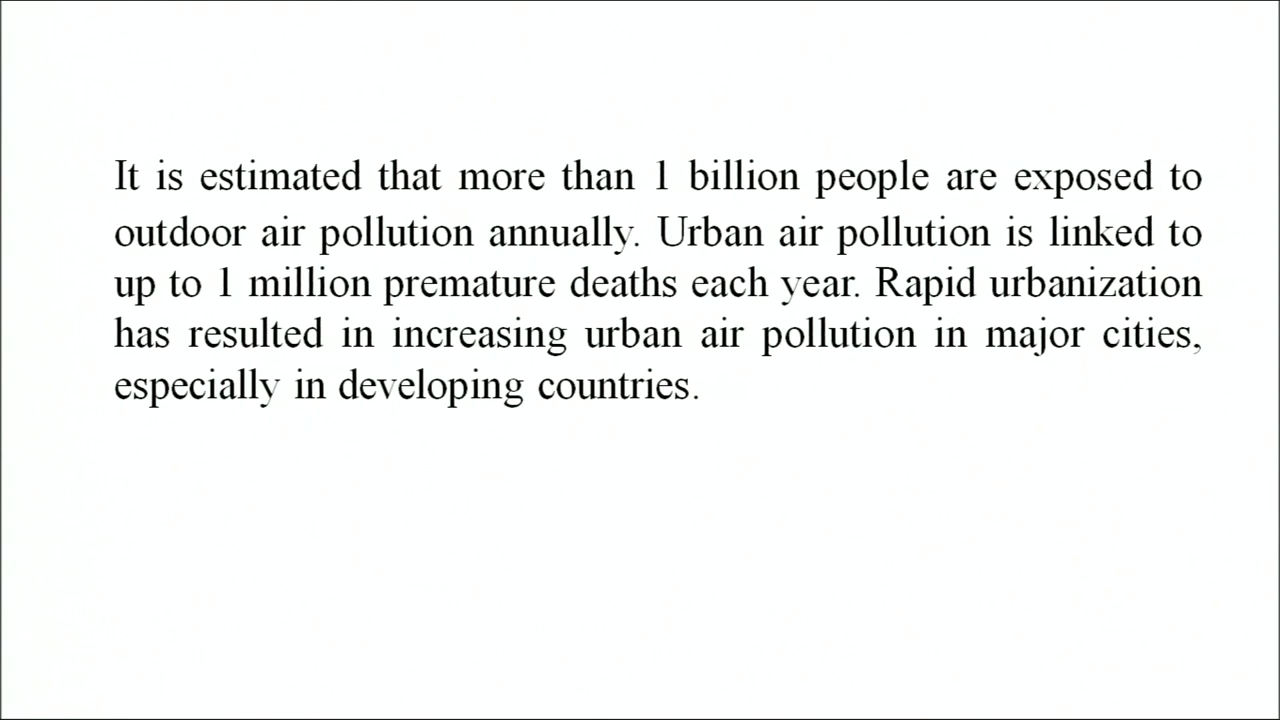 It is estimated that more than 1 billion people are exposed to
outdoor air pollution annually. Urban air pollution is linked to
up to 1 million premature deaths each year. Rapid urbanization
has resulted in increasing urban air pollution in major cities,
especially in developing countries.